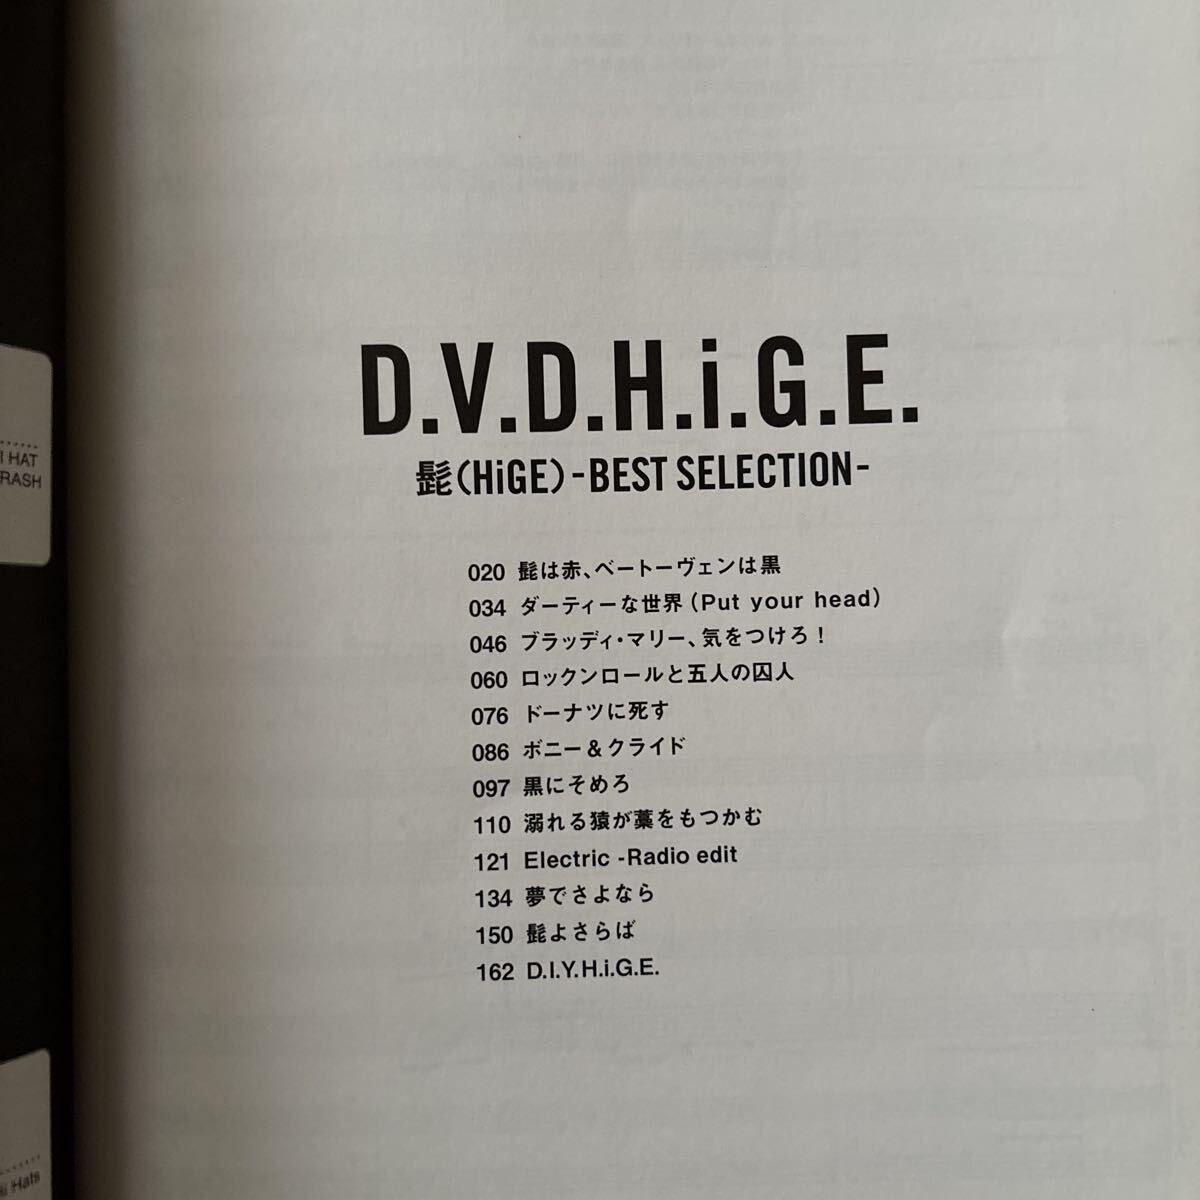 D.V.D.H.i.G.E.
髭(HiGE)-BEST SELECTION-
020 髭は赤、ベートーヴェンは黒
034 ダーティーな世界(Put your head)
046 ブラッディ・マリー、気をつけろ!
060 ロックンロールと五人の囚人
076 ドーナツに死す
086 ボニー&クライド
097 黒にそめろ
110 溺れる猿が藁をもつかむ
121 Electric -Radio edit
134 夢でさよなら
150 髭よさらば
162 D.I.Y.H.i.G.E.
HAT
RASH
Hats